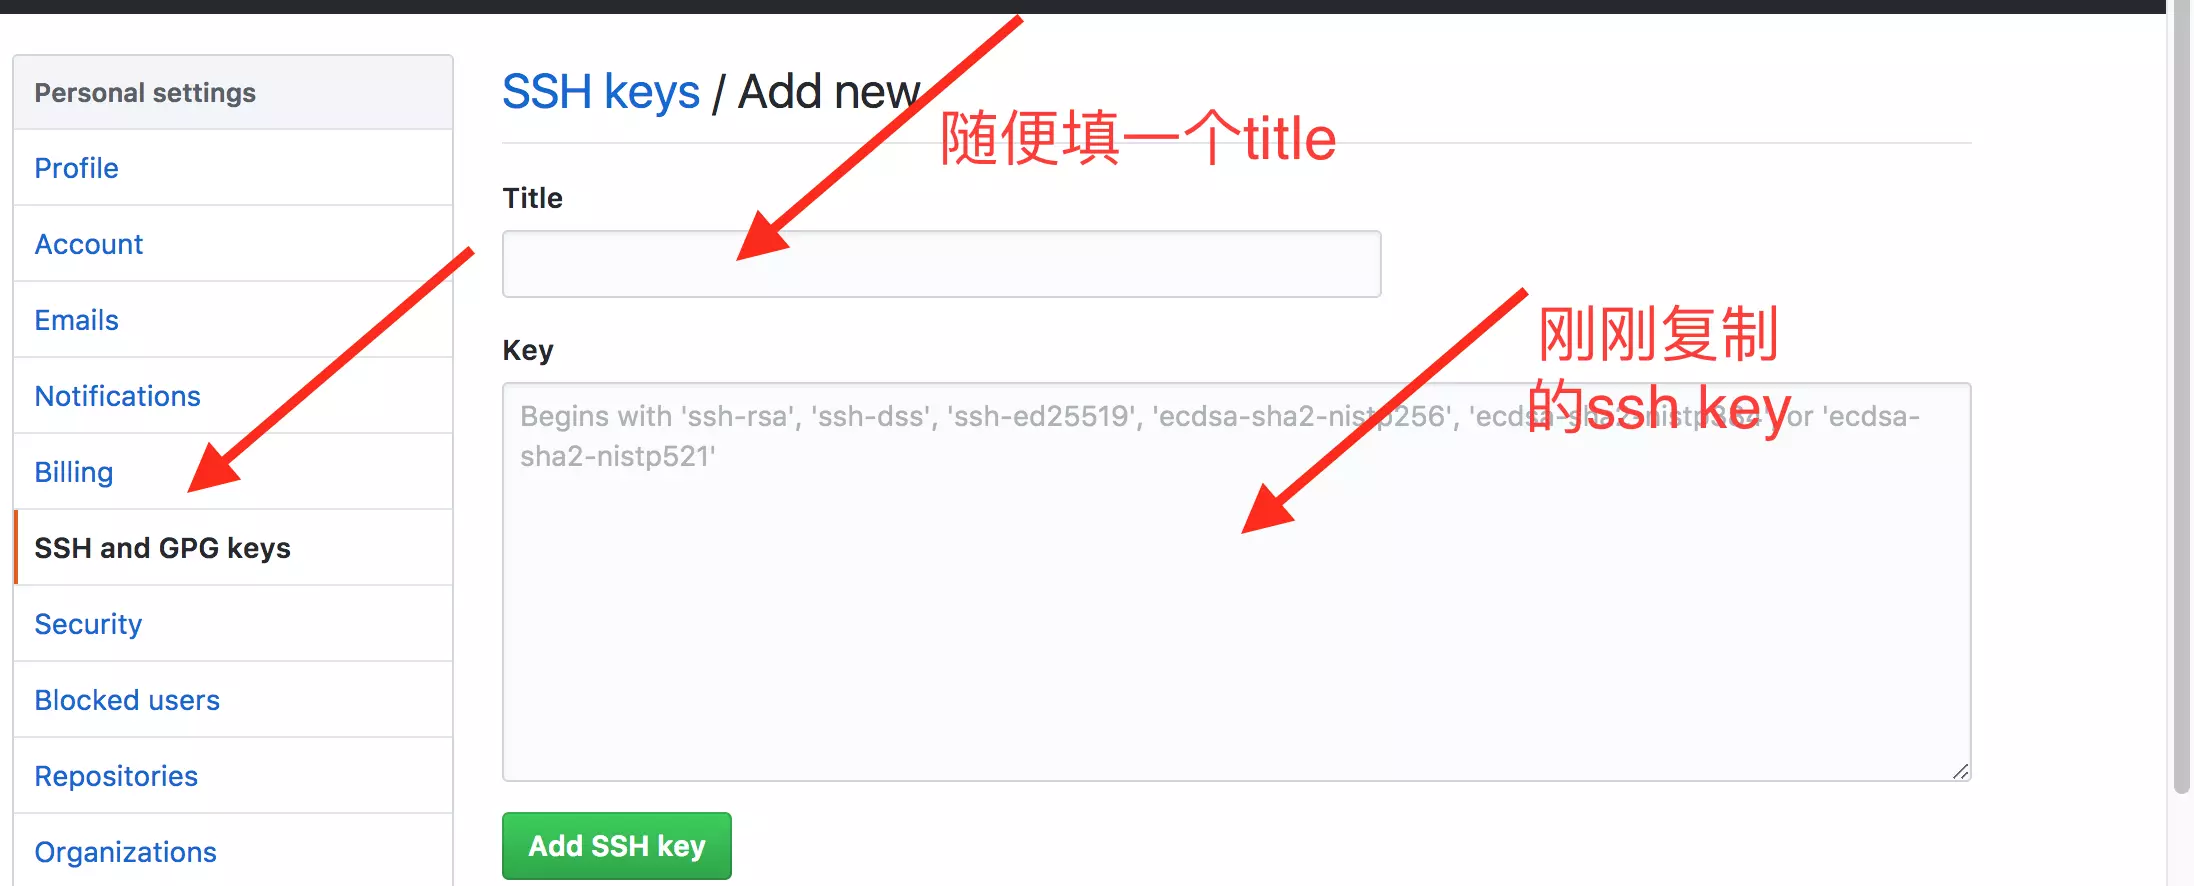 Personal settings
Profile
Account
Emails
Notifications
Billing
SSH and GPG keys
Security
Blocked users
Repositories
Organizations
SSH keys / Add new
随便填一个title
Title
Key
刚刚复制
的ssh key
Begins with 'ssh-rsa', 'ssh-dss', 'ssh-ed25519', 'ecdsa-sha2-nistp256', 'ecdsa-sha2-nistp384', or 'ecdsa-
sha2-nistp521'
Add SSH key